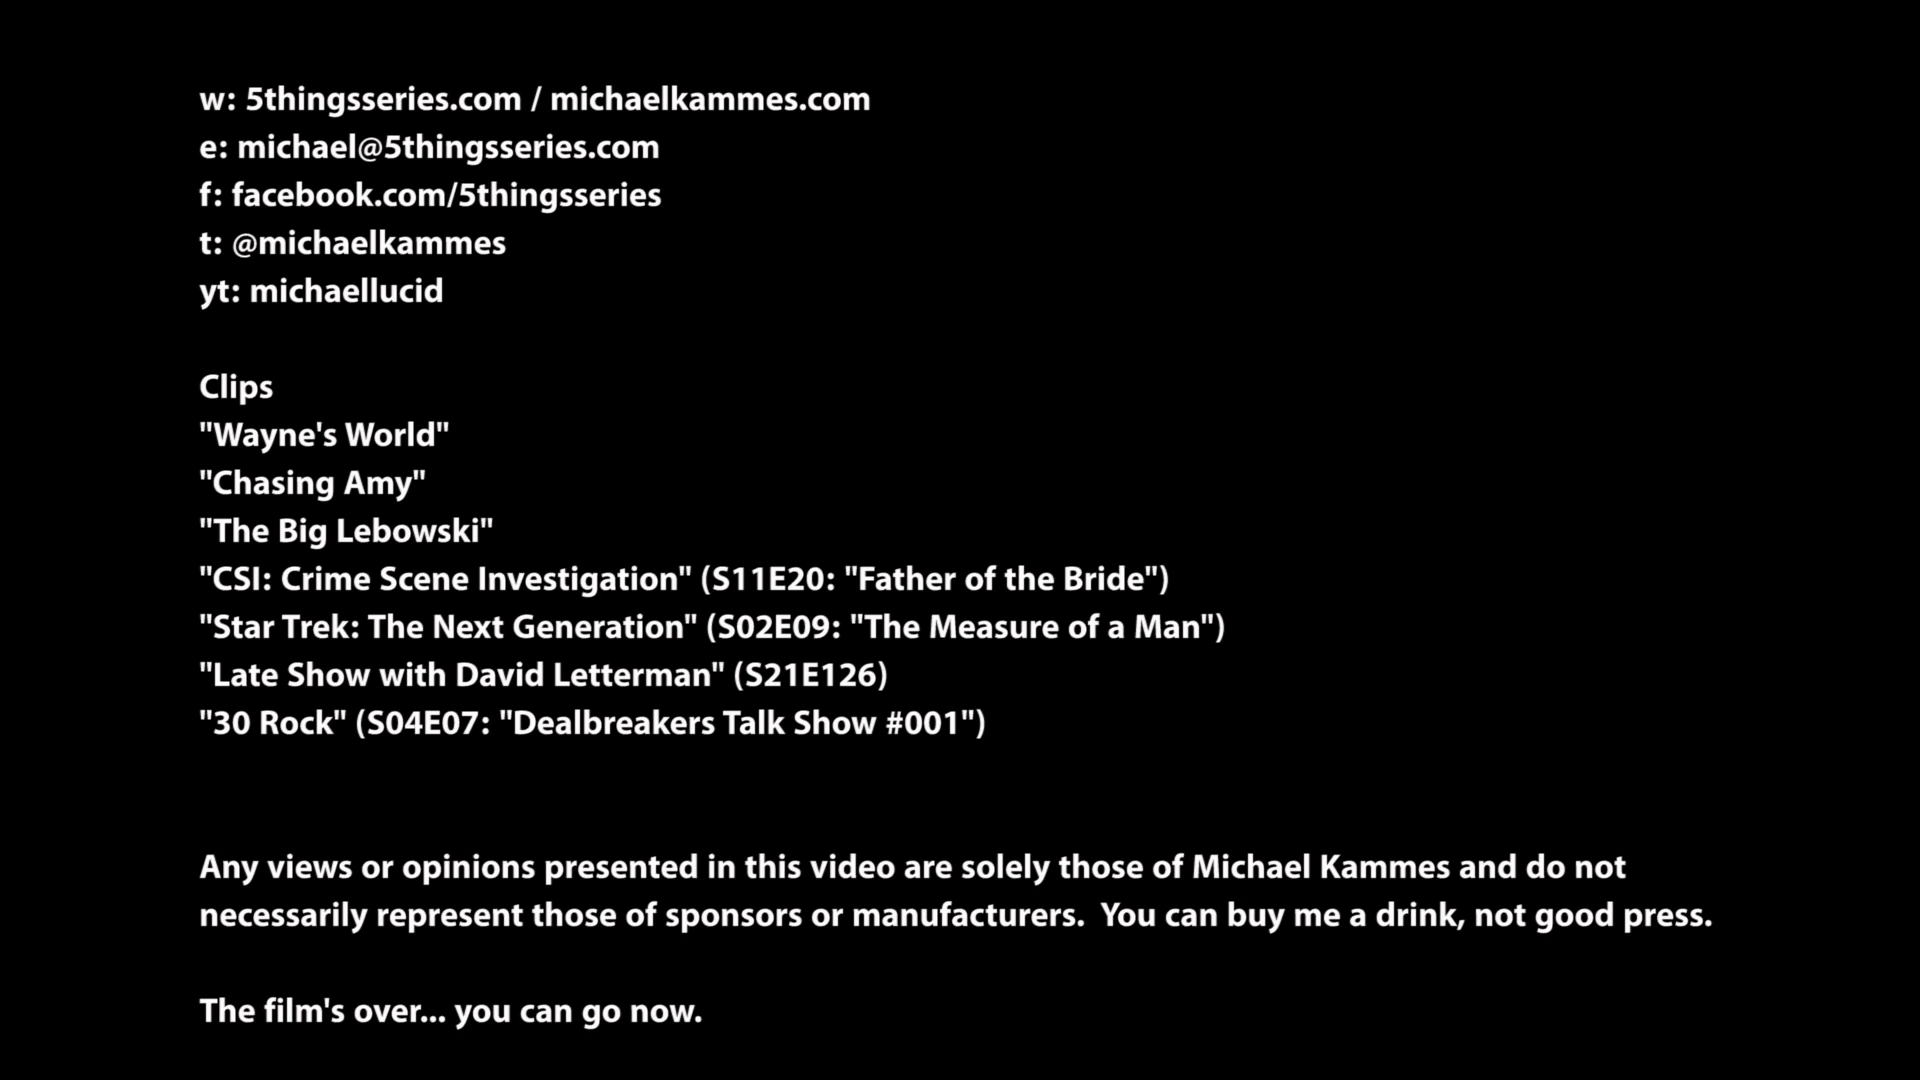 w: 5thingsseries.com / michaelkammes.com
e: michael@5thingsseries.com
f: facebook.com/5thingsseries
t: @michaelkammes
yt: michaellucid
Clips
"Wayne's World"
"Chasing Amy"
"The Big Lebowski"
"CSI: Crime Scene Investigation" (S11E20: "Father of the Bride")
"Star Trek: The Next Generation" (S02E09: "The Measure of a Man")
"Late Show with David Letterman" (S21E126)
"30 Rock" (S04E07: "Dealbreakers Talk Show #001")
Any views or opinions presented in this video are solely those of Michael Kammes and do not
necessarily represent those of sponsors or manufacturers.  You can buy me a drink, not good press.
The film's over... you can go now.